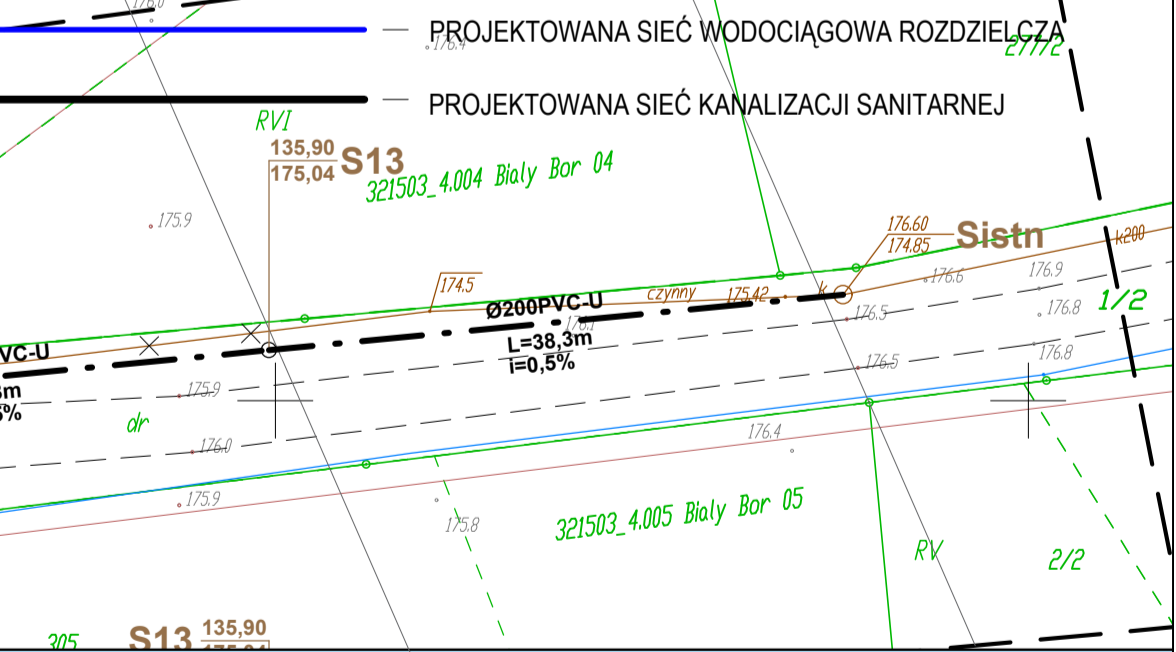 176.0
PROJEKTOWANA SIEĆ WODOCIĄGOWA ROZDZIELCZA
176.4
277/2
PROJEKTOWANA SIEĆ KANALIZACJI SANITARNEJ
RVI
135,90
175,04
S13
321503_4.004 Bialy Bor 04
175.9
176.60
174.85
Sistn
k200
176.9
176.6
174.5
czynny
175.42
k
Ø200PVC-U
176.1
L=38,3m
i=0,5%
176.5
176.8
1/2
VC-U
176.8
176.5
175.9
dr
176.0
176.4
175.9
175.8
321503_4.005 Bialy Bor 05
RV
2/2
305
S13
135,90